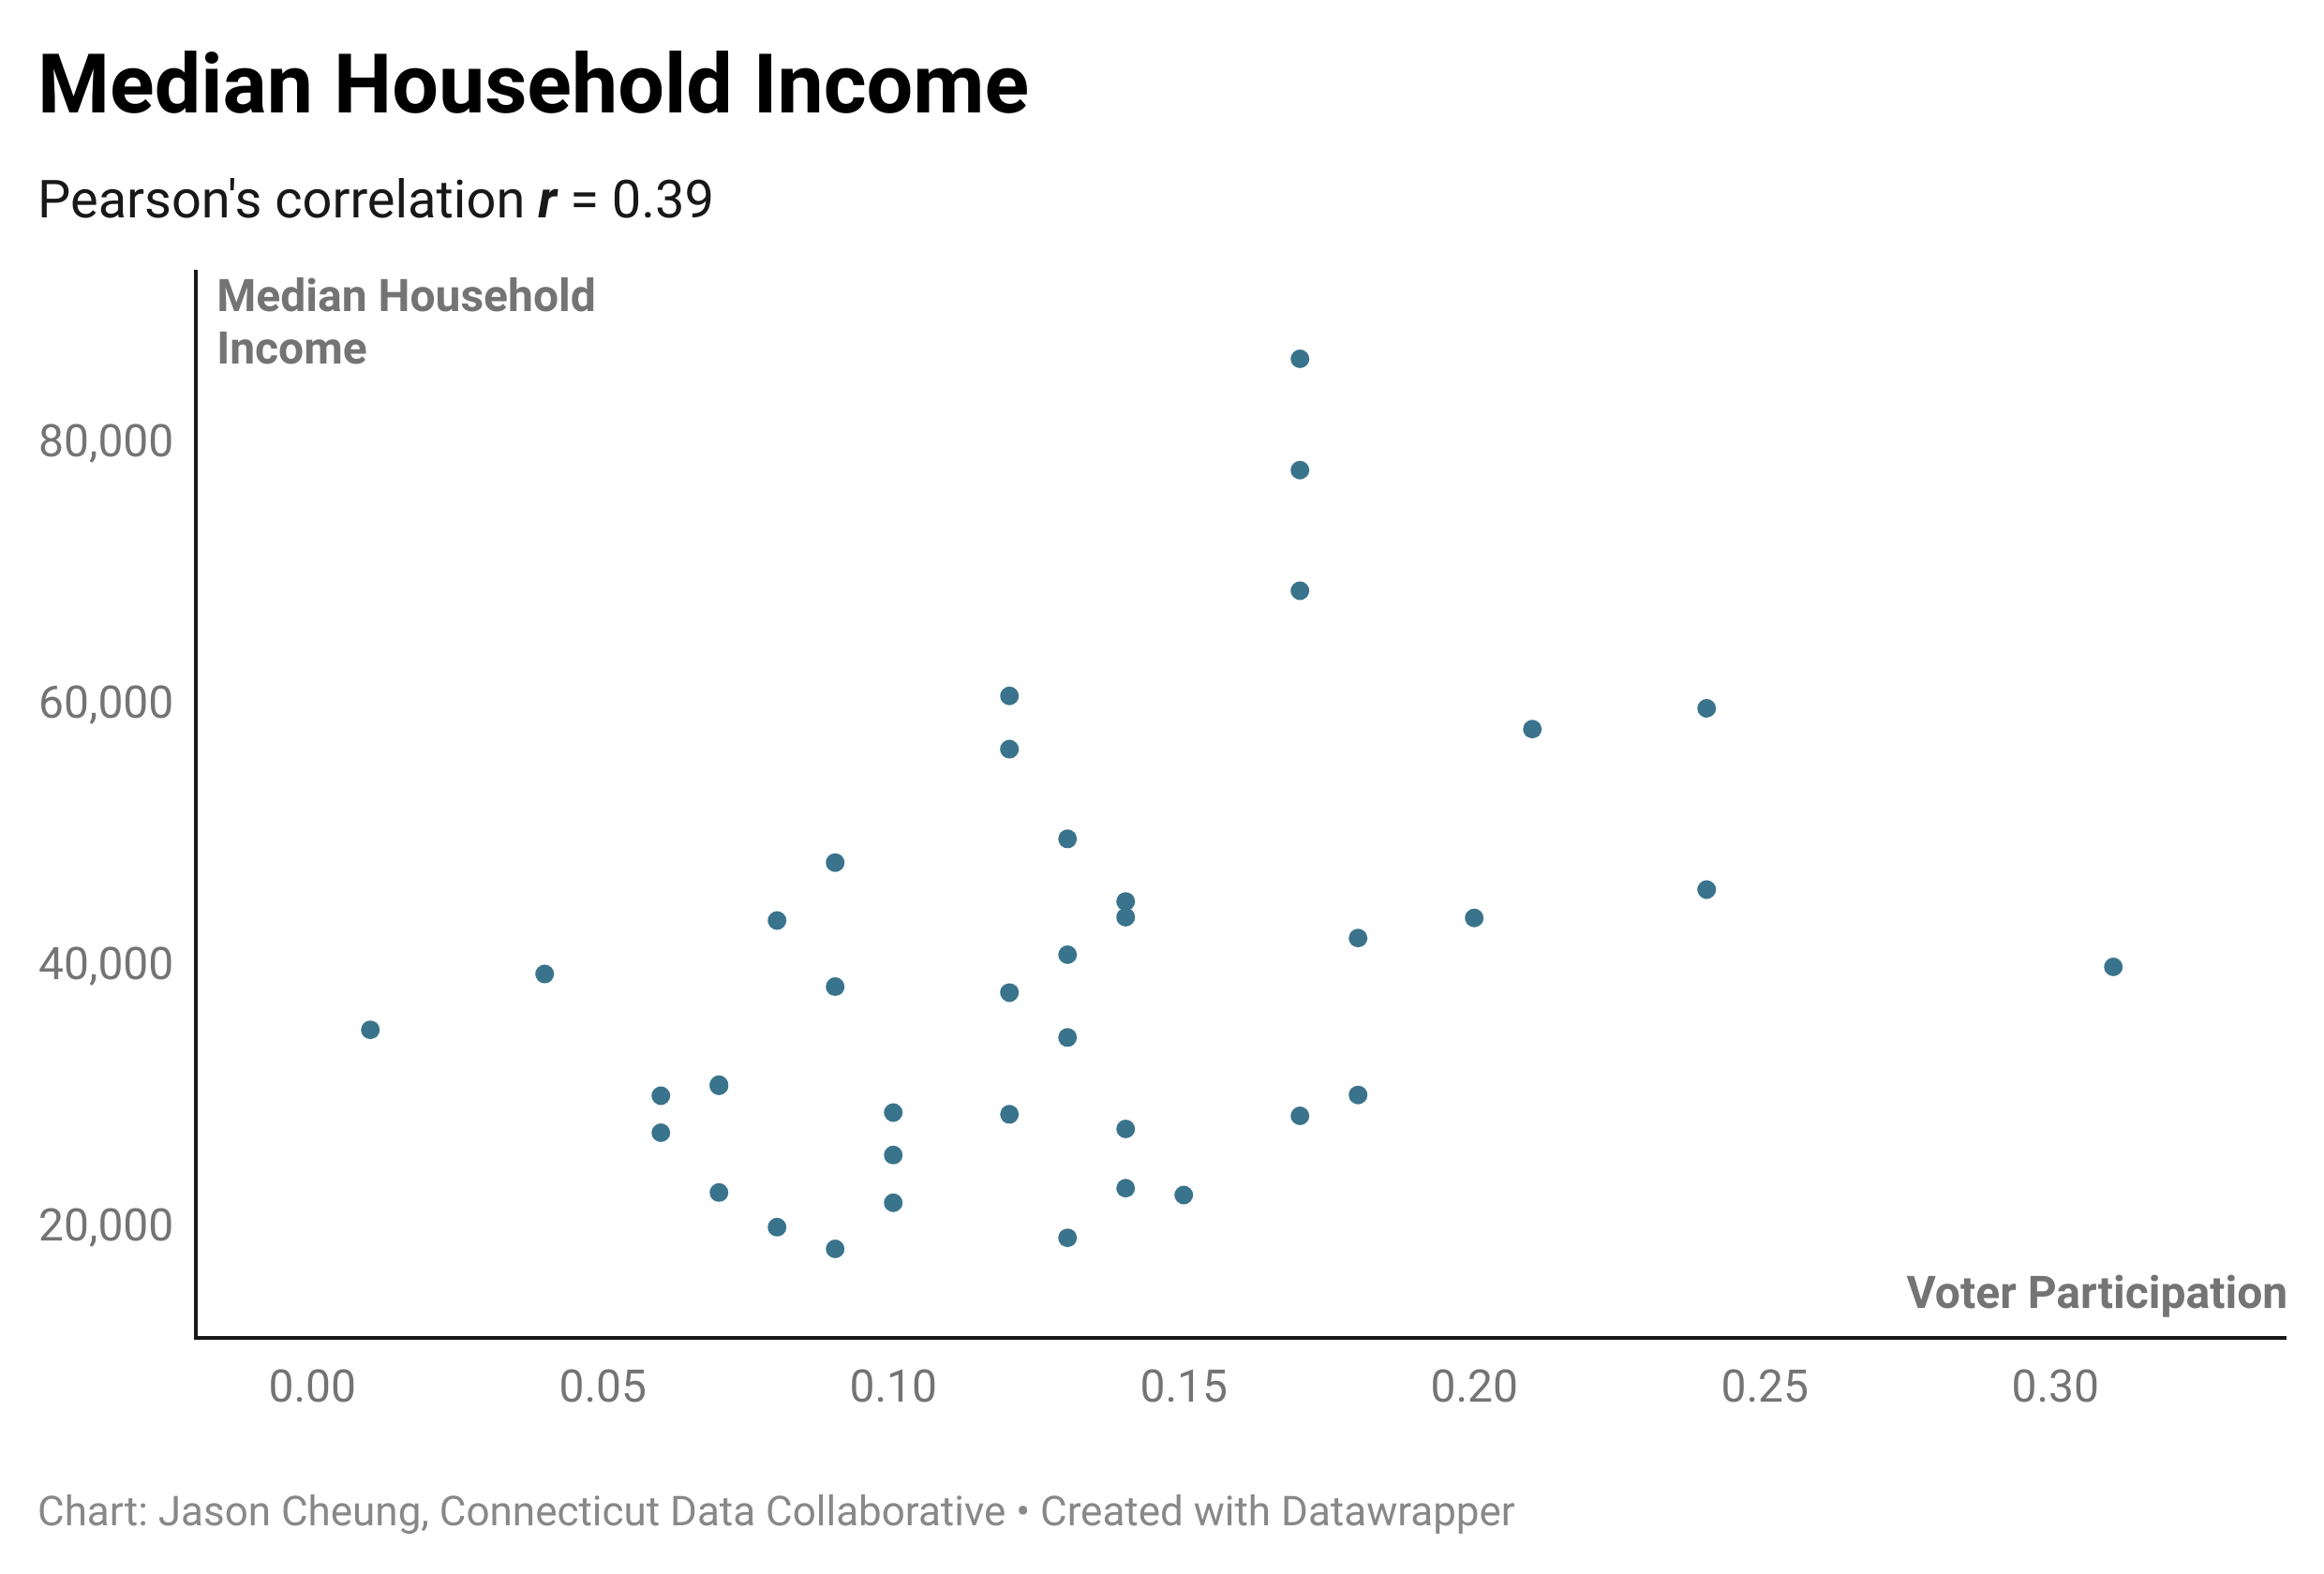 Median Household Income
Pearson's correlation r = 0.39
Median Household
Income
80,000
60,000
40,000
20,000
Voter Participation
0.00 0.05 0.10 0.15 0.20 0.25 0.30
Chart: Jason Cheung, Connecticut Data Collaborative • Created with Datawrapper